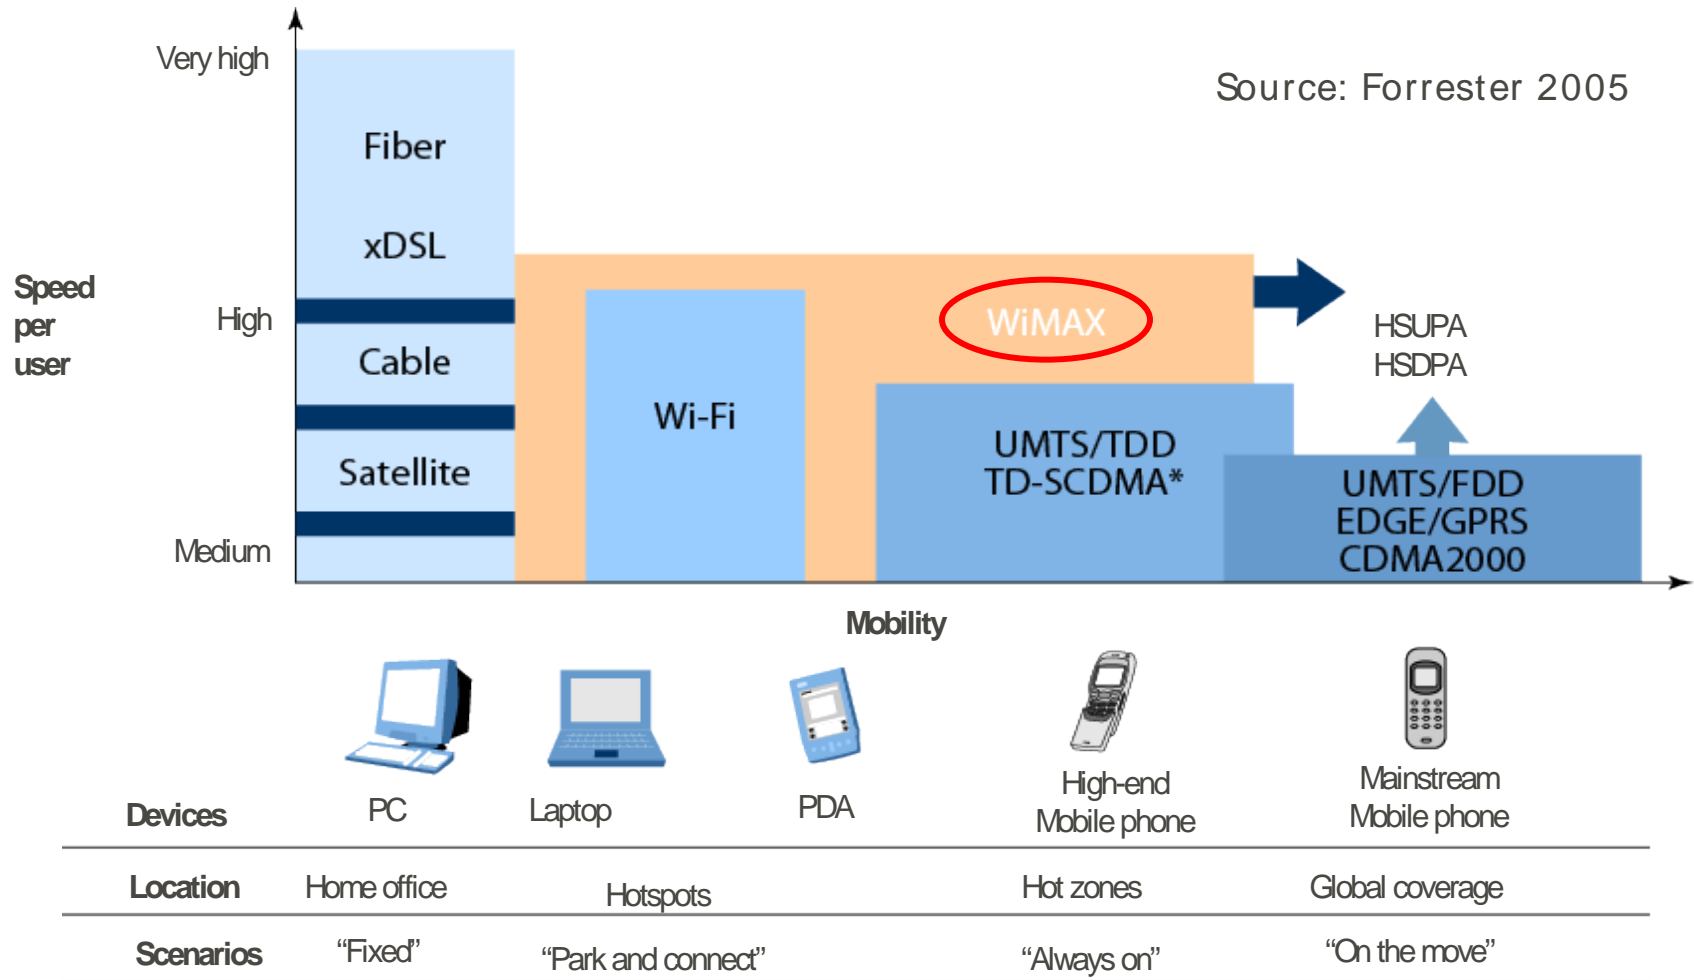 Very high
Source: Forrester 2005
Fiber
xDSL
Speed
per
user
High
WiMAX
HSUPA
HSDPA
Cable
Wi-Fi
UMTS/TDD
TD-SCDMA*
Satellite
UMTS/FDD
EDGE/GPRS
CDMA2000
Medium
Mobility
Devices
PC
Laptop
PDA
High-end
Mobile phone
Mainstream
Mobile phone
Location
Home office
Hotspots
Hot zones
Global coverage
Scenarios
“Fixed”
“Park and connect”
“Always on”
“On the move”